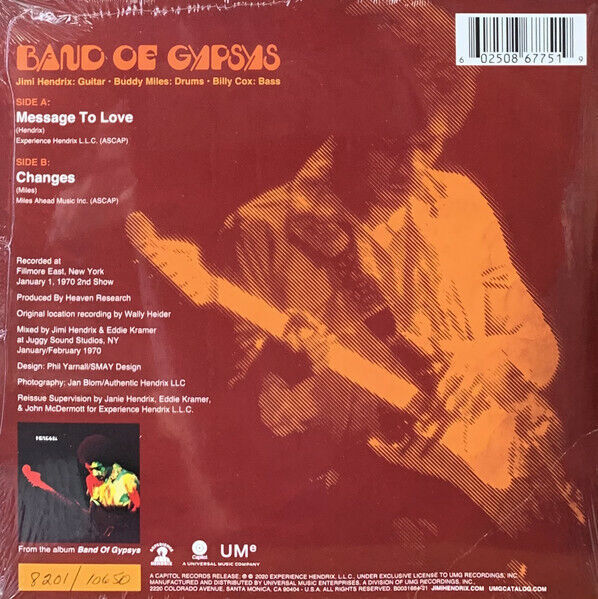 BAND OF GYPSYS
Jimi Hendrix: Guitar • Buddy Miles: Drums • Billy Cox: Bass
SIDE A:
Message To Love
(Hendrix)
Experience Hendrix L.L.C. (ASCAP)
SIDE B:
Changes
(Miles)
Miles Ahead Music Inc. (ASCAP)
6 02508 67751 9
Recorded at
Fillmore East, New York
January 1, 1970 2nd Show
Produced By Heaven Research
Original location recording by Wally Heider
Mixed by Jimi Hendrix & Eddie Kramer
at Juggy Sound Studios, NY
January/February 1970
Design: Phil Yarnall/SMAY Design
Photography: Jan Blom/Authentic Hendrix LLC
Reissue Supervision by Janie Hendrix, Eddie Kramer,
& John McDermott for Experience Hendrix L.L.C.
From the album Band Of Gypsys
8201/10650
Capitol
UMe
A UNIVERSAL MUSIC COMPANY
A CAPITOL RECORDS RELEASE; ℗ © 2020 EXPERIENCE HENDRIX, L.L.C., UNDER EXCLUSIVE LICENSE TO UMG RECORDINGS, INC.
MANUFACTURED AND DISTRIBUTED BY UNIVERSAL MUSIC ENTERPRISES, A DIVISION OF UMG RECORDINGS, INC.,
2220 COLORADO AVENUE, SANTA MONICA, CA 90404 - U.S.A. ALL RIGHTS RESERVED. B0031664-31 JIMIHENDRIX.COM UMGCATALOG.COM